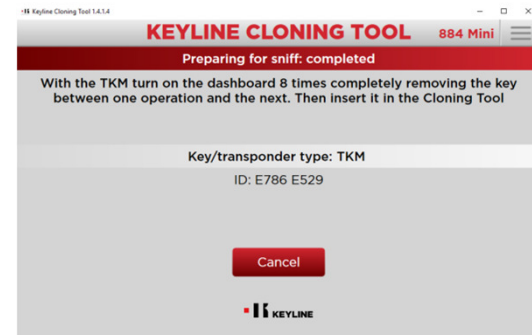 Keyline Cloning Tool 1.4.1.4
KEYLINE CLONING TOOL
884 Mini
Preparing for sniff: completed
With the TKM turn on the dashboard 8 times completely removing the key
between one operation and the next. Then insert it in the Cloning Tool
Key/transponder type: TKM
ID: E786 E529
Cancel
KEYLINE